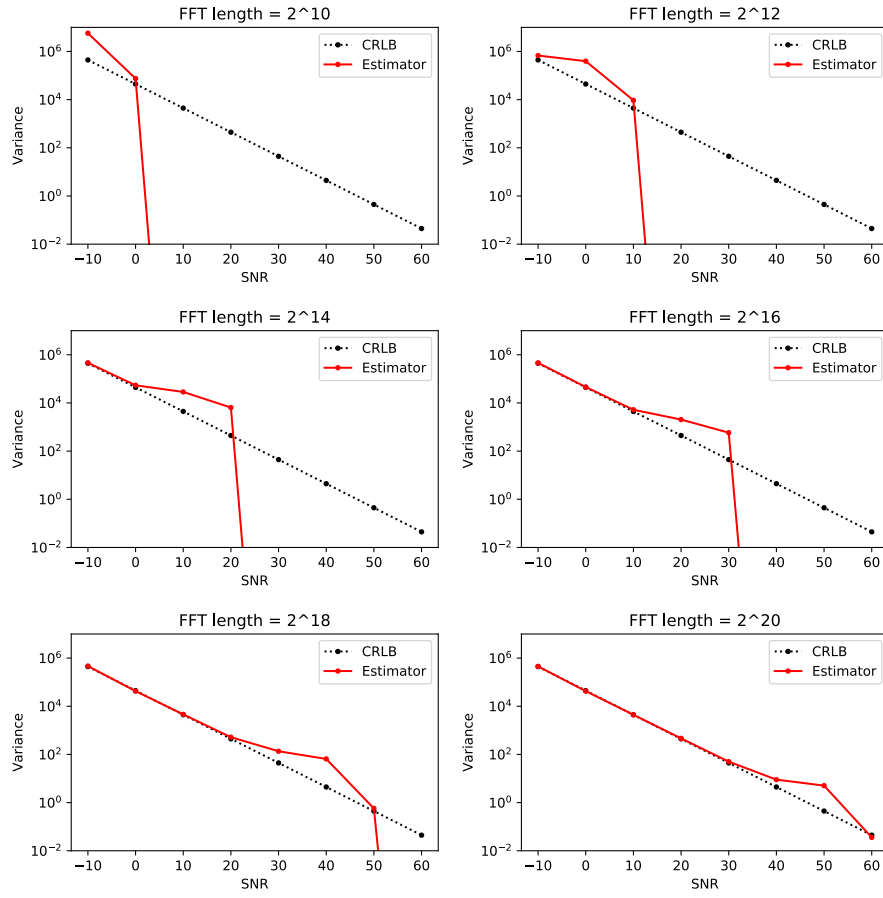 FFT length = 2^10
10^6
10^4
10^2
10^0
10^−2
Variance
CRLB
Estimator
−10 0 10 20 30 40 50 60
SNR
FFT length = 2^12
10^6
10^4
10^2
10^0
10^−2
Variance
CRLB
Estimator
−10 0 10 20 30 40 50 60
SNR
FFT length = 2^14
10^6
10^4
10^2
10^0
10^−2
Variance
CRLB
Estimator
−10 0 10 20 30 40 50 60
SNR
FFT length = 2^16
10^6
10^4
10^2
10^0
10^−2
Variance
CRLB
Estimator
−10 0 10 20 30 40 50 60
SNR
FFT length = 2^18
10^6
10^4
10^2
10^0
10^−2
Variance
CRLB
Estimator
−10 0 10 20 30 40 50 60
SNR
FFT length = 2^20
10^6
10^4
10^2
10^0
10^−2
Variance
CRLB
Estimator
−10 0 10 20 30 40 50 60
SNR